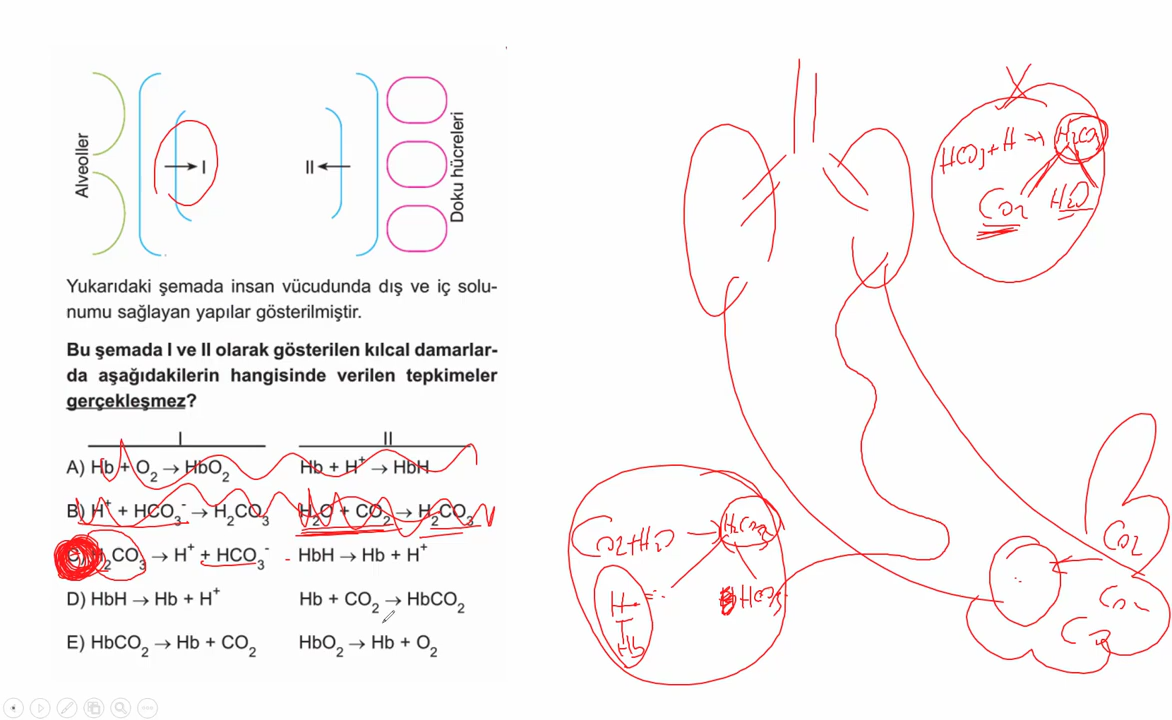 Alveoller
I
II
Doku hücreleri
Yukarıdaki şemada insan vücudunda dış ve iç solu-
numu sağlayan yapılar gösterilmiştir.
Bu şemada I ve II olarak gösterilen kılcal damarlar-
da aşağıdakilerin hangisinde verilen tepkimeler
gerçekleşmez?
I II
A) Hb + O₂ → HbO₂ Hb + H⁺ → HbH
B) H⁺ + HCO₃⁻ → H₂CO₃ H₂O + CO₂ → H₂CO₃
C) H₂CO₃ → H⁺ + HCO₃⁻ HbH → Hb + H⁺
D) HbH → Hb + H⁺ Hb + CO₂ → HbCO₂
E) HbCO₂ → Hb + CO₂ HbO₂ → Hb + O₂
HCO₃ + H → H₂CO₃
CO₂ H₂O
CO₂ + H₂O → H₂CO₃
H HCO₃
Hb
CO₂
CO₂
CO₂